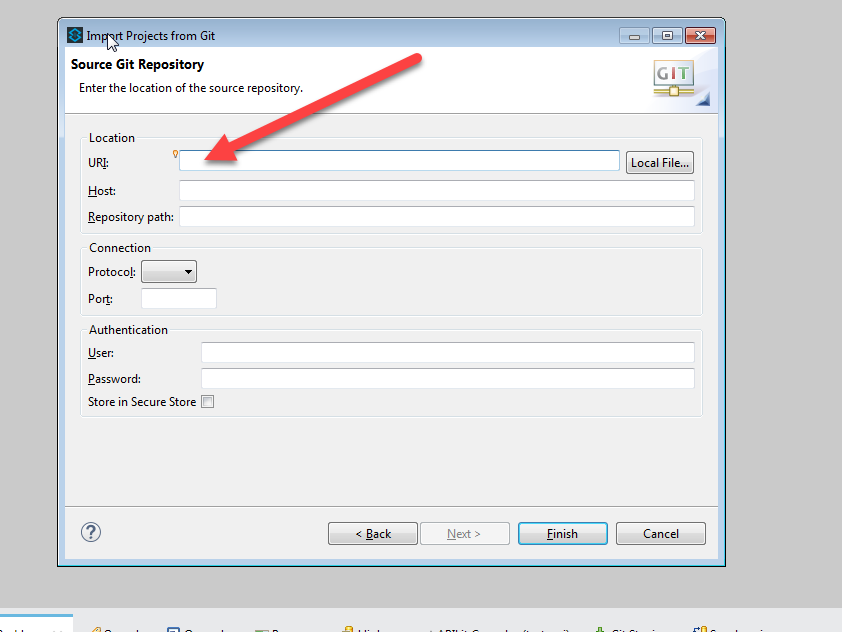 Import Projects from Git
Source Git Repository
Enter the location of the source repository.
GIT
Location
URI:
Local File...
Host:
Repository path:
Connection
Protocol:
Port:
Authentication
User:
Password:
Store in Secure Store
?
< Back
Next >
Finish
Cancel